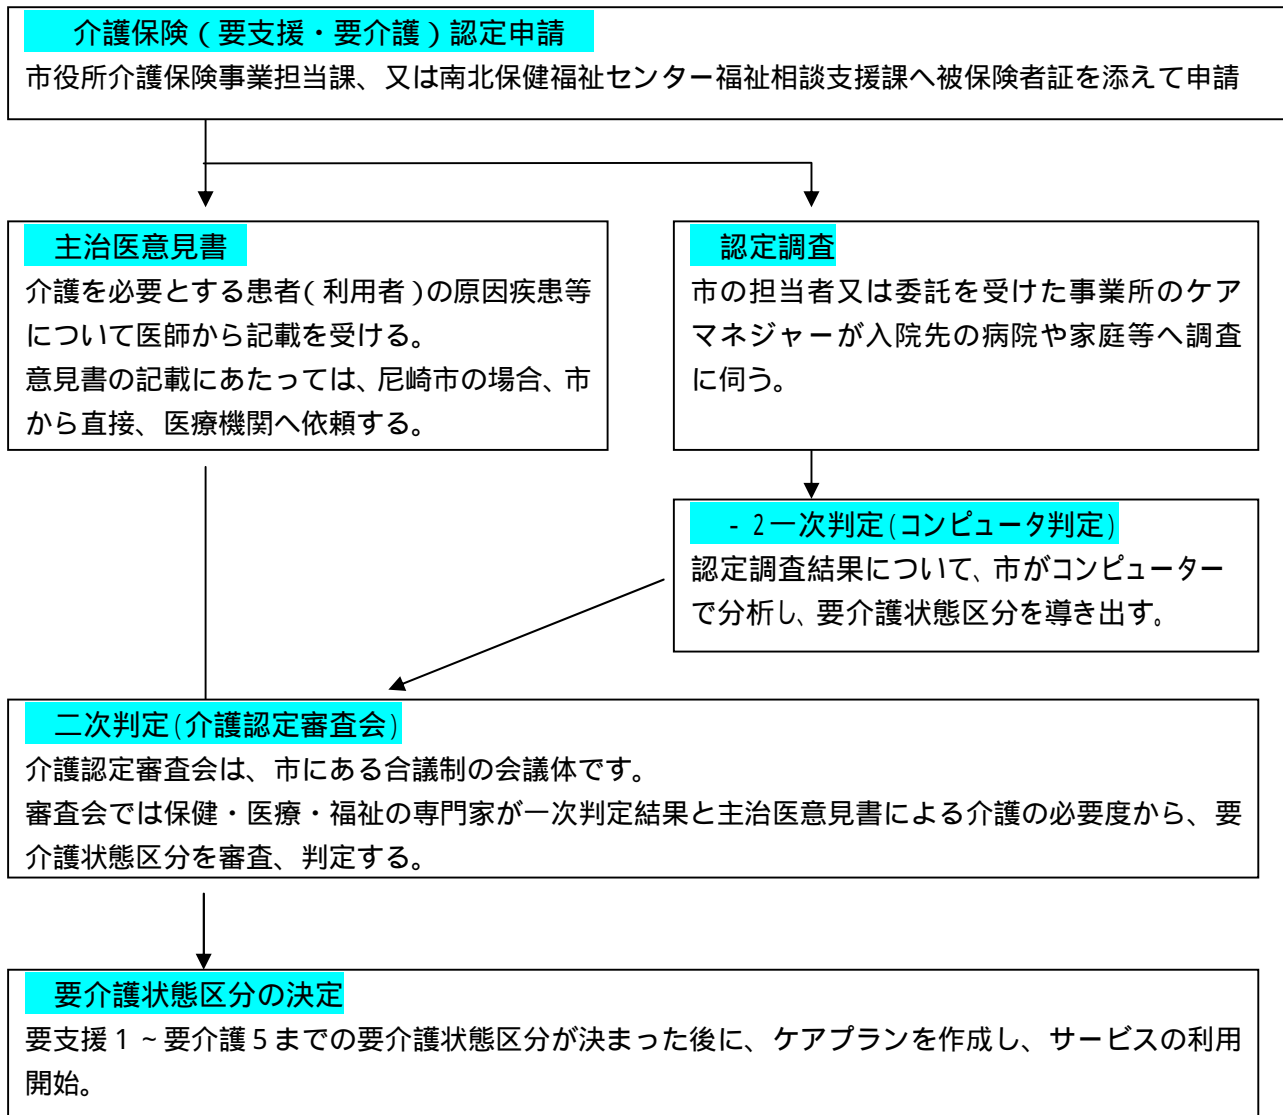 介護保険(要支援・要介護)認定申請
市役所介護保険事業担当課、又は南北保健福祉センター福祉相談支援課へ被保険者証を添えて申請
主治医意見書
介護を必要とする患者(利用者)の原因疾患等
について医師から記載を受ける。
意見書の記載にあたっては、尼崎市の場合、市
から直接、医療機関へ依頼する。
認定調査
市の担当者又は委託を受けた事業所のケア
マネジャーが入院先の病院や家庭等へ調査
に伺う。
- 2一次判定(コンピュータ判定)
認定調査結果について、市がコンピューター
で分析し、要介護状態区分を導き出す。
二次判定(介護認定審査会)
介護認定審査会は、市にある合議制の会議体です。
審査会では保健・医療・福祉の専門家が一次判定結果と主治医意見書による介護の必要度から、要
介護状態区分を審査、判定する。
要介護状態区分の決定
要支援1~要介護5までの要介護状態区分が決まった後に、ケアプランを作成し、サービスの利用
開始。